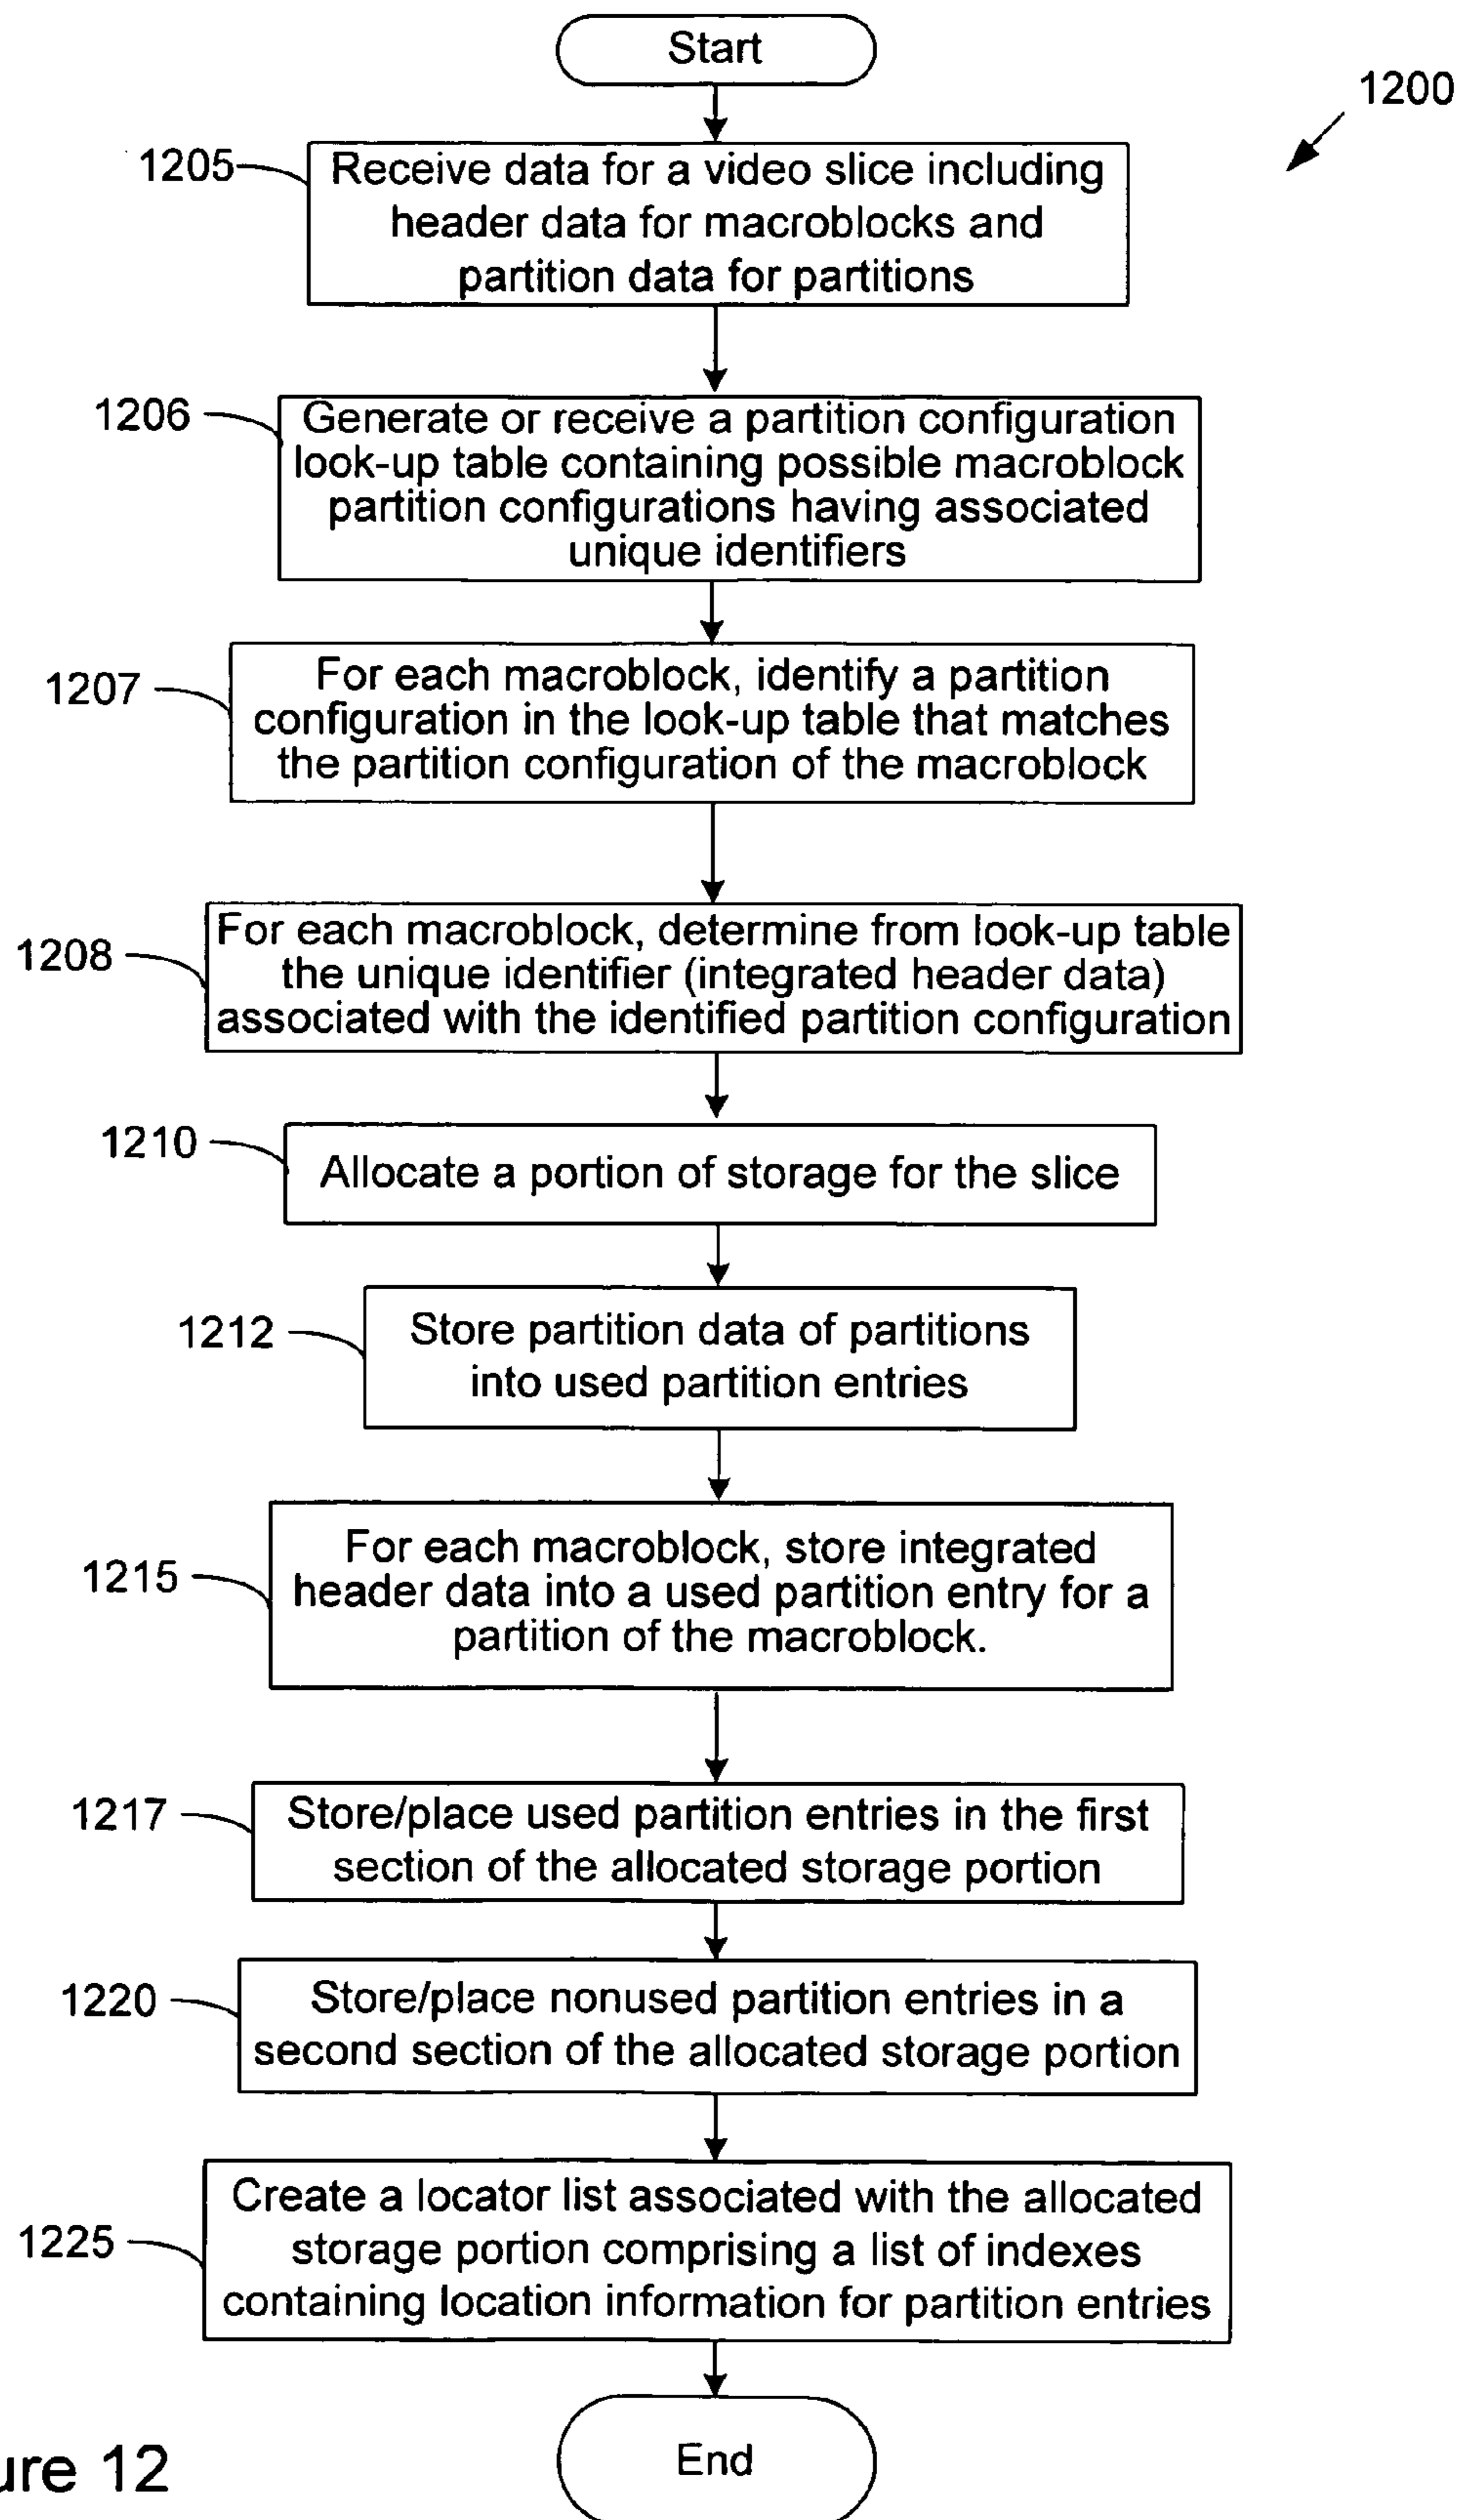 Start
1200
1205
Receive data for a video slice including
header data for macroblocks and
partition data for partitions
1206
Generate or receive a partition configuration
look-up table containing possible macroblock
partition configurations having associated
unique identifiers
1207
For each macroblock, identify a partition
configuration in the look-up table that matches
the partition configuration of the macroblock
1208
For each macroblock, determine from look-up table
the unique identifier (integrated header data)
associated with the identified partition configuration
1210
Allocate a portion of storage for the slice
1212
Store partition data of partitions
into used partition entries
1215
For each macroblock, store integrated
header data into a used partition entry for a
partition of the macroblock.
1217
Store/place used partition entries in the first
section of the allocated storage portion
1220
Store/place nonused partition entries in a
second section of the allocated storage portion
1225
Create a locator list associated with the allocated
storage portion comprising a list of indexes
containing location information for partition entries
End
ure 12